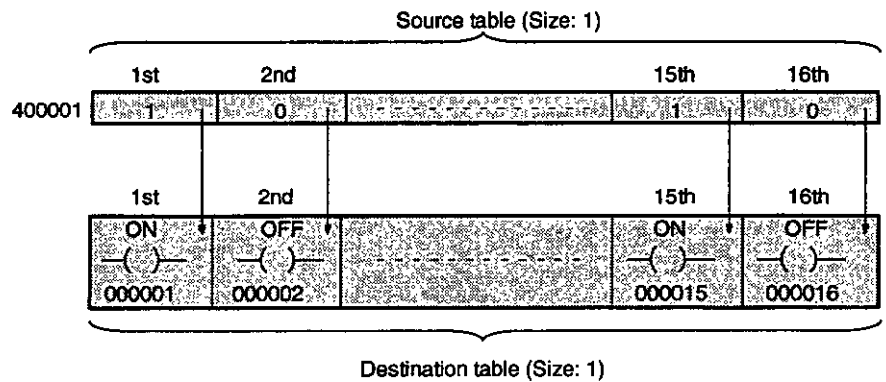 Source table (Size: 1)
1st 2nd 15th 16th
400001 1 0 1 0
1st 2nd 15th 16th
ON OFF ON OFF
000001 000002 000015 000016
Destination table (Size: 1)